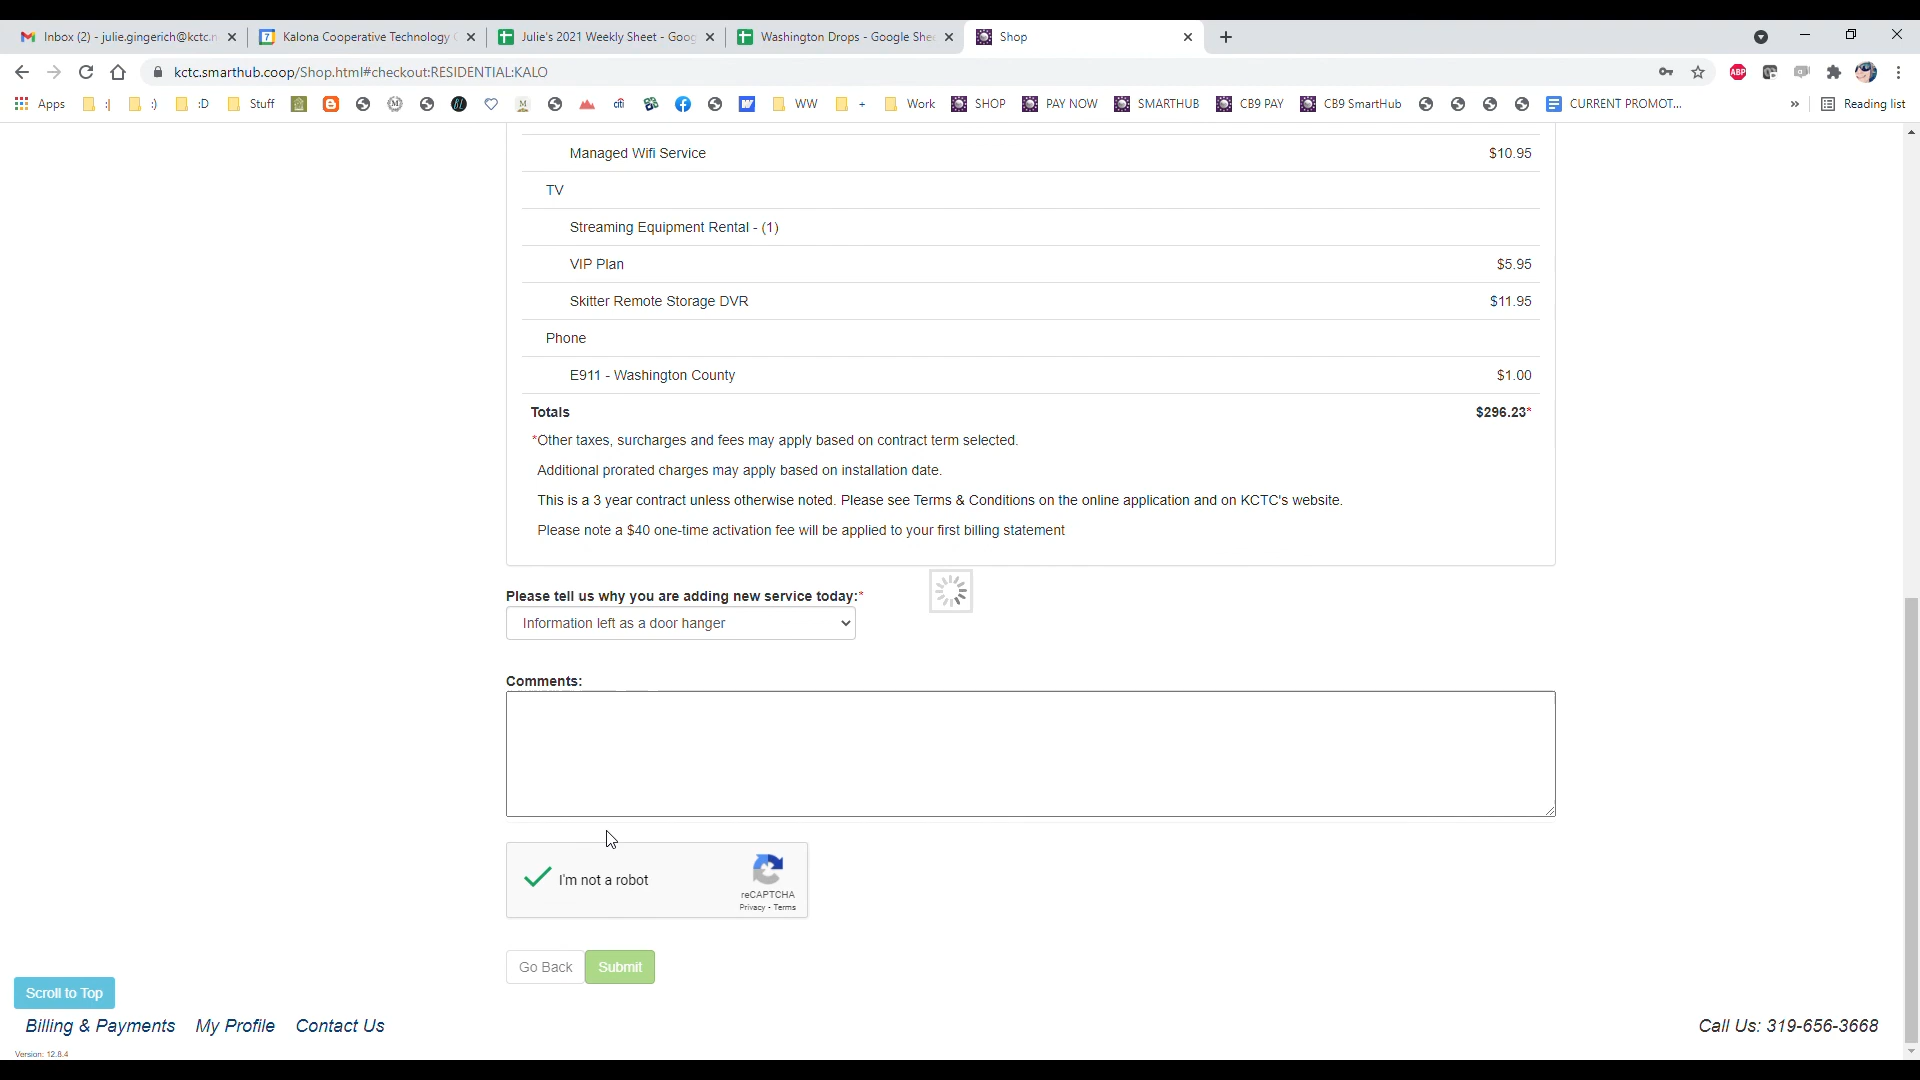 Inbox (2) - julie.gingerich@kctc.n
Kalona Cooperative Technology C
Julie's 2021 Weekly Sheet - Goog
Washington Drops - Google Shee
Shop
kctc.smarthub.coop/Shop.html#checkout:RESIDENTIAL:KALO
ABP
Apps
:|
:)
:D
Stuff
WW
+
Work
SHOP
PAY NOW
SMARTHUB
CB9 PAY
CB9 SmartHub
CURRENT PROMOT...
»
Reading list
Managed Wifi Service $10.95
TV
Streaming Equipment Rental - (1)
VIP Plan $5.95
Skitter Remote Storage DVR $11.95
Phone
E911 - Washington County $1.00
Totals $296.23*
*Other taxes, surcharges and fees may apply based on contract term selected.
Additional prorated charges may apply based on installation date.
This is a 3 year contract unless otherwise noted. Please see Terms & Conditions on the online application and on KCTC's website.
Please note a $40 one-time activation fee will be applied to your first billing statement
Please tell us why you are adding new service today:*
Information left as a door hanger
Comments:
I'm not a robot
reCAPTCHA
Privacy - Terms
Go Back
Submit
Scroll to Top
Billing & Payments My Profile Contact Us
Call Us: 319-656-3668
Version: 12.8.4